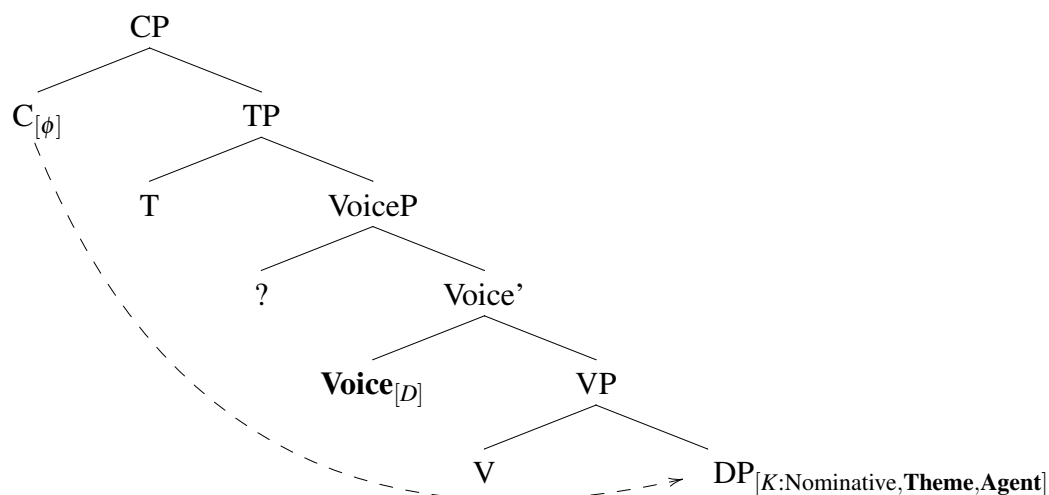 CP
C[ϕ] TP
T VoiceP
? Voice’
Voice[D] VP
V DP[K:Nominative,Theme,Agent]